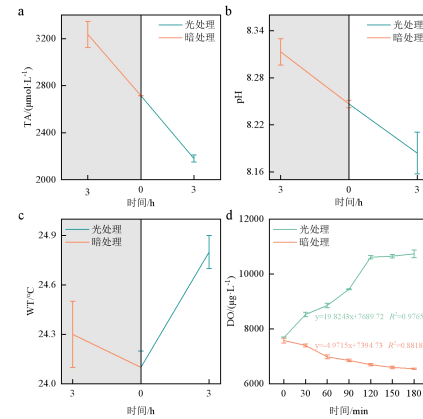 a
光处理
暗处理
TA/(μmol·L⁻¹)
3200
2800
2400
2000
3
0
3
时间/h
b
光处理
暗处理
pH
8.34
8.28
8.22
8.16
3
0
3
时间/h
c
光处理
暗处理
WT/°C
24.9
24.6
24.3
24.0
3
0
3
时间/h
d
光处理
暗处理
DO/(μg·L⁻¹)
12000
10000
8000
6000
y=19.8243x+7689.72 R²=0.9765
y=-4.9715x+7394.73 R²=0.8818
0
30
60
90
120
150
180
时间/min